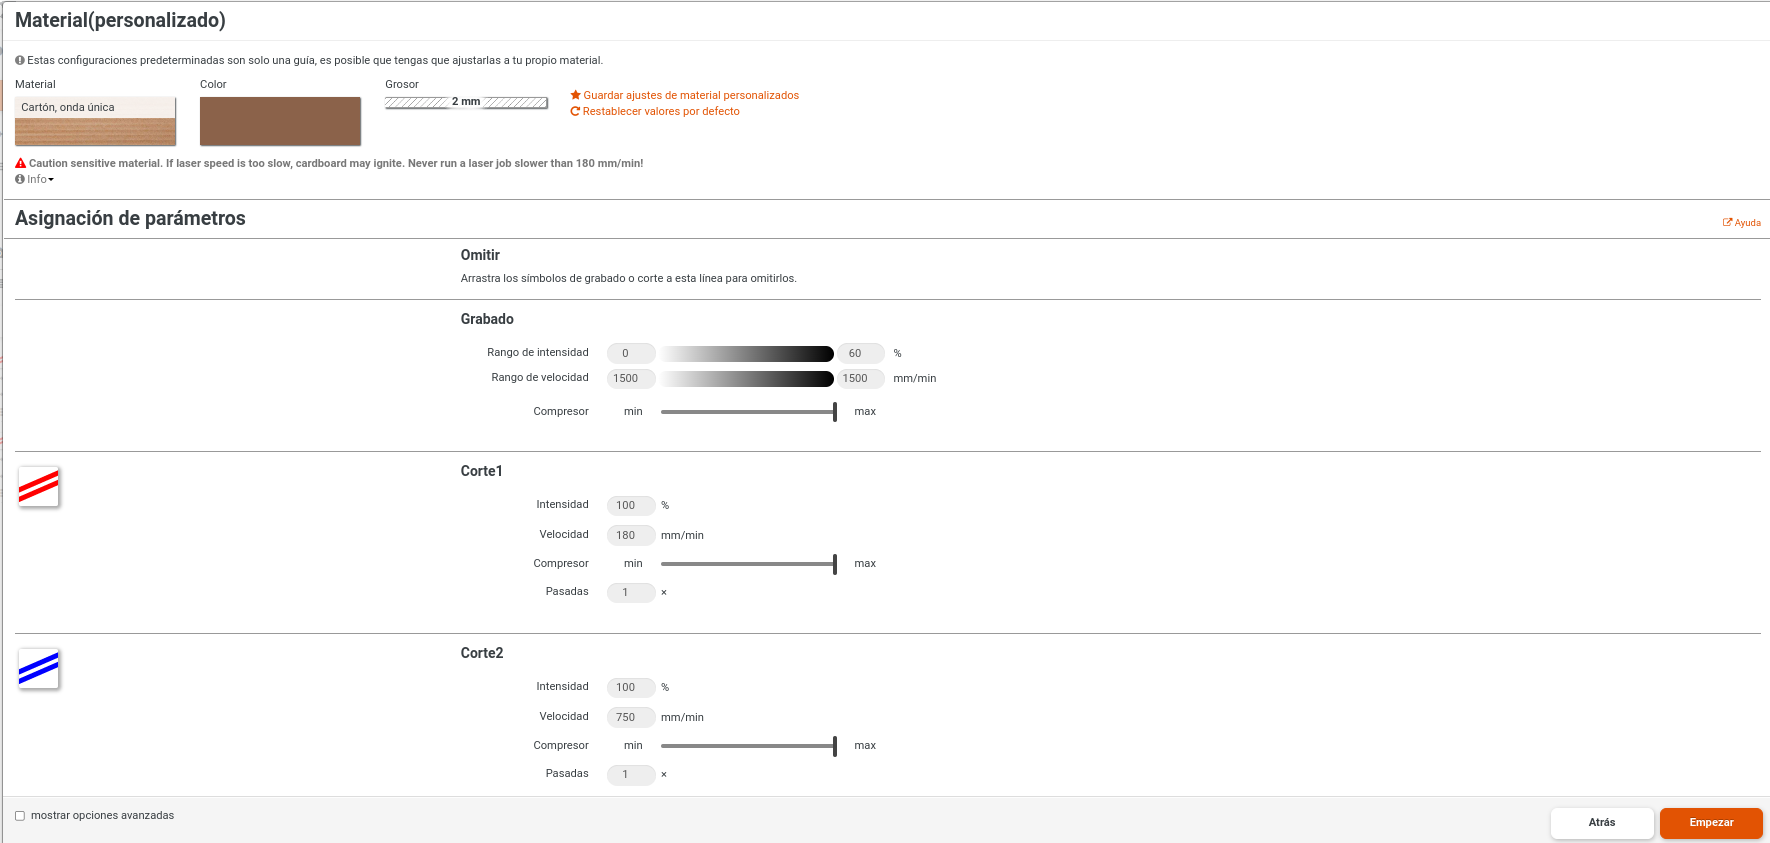 Material(personalizado)
Estas configuraciones predeterminadas son solo una guía, es posible que tengas que ajustarlas a tu propio material.
Material Color Grosor
Cartón, onda única 2 mm Guardar ajustes de material personalizados
Restablecer valores por defecto
Caution sensitive material. If laser speed is too slow, cardboard may ignite. Never run a laser job slower than 180 mm/min!
Info
Asignación de parámetros
Ayuda
Omitir
Arrastra los símbolos de grabado o corte a esta línea para omitirlos.
Grabado
Rango de intensidad 0 60 %
Rango de velocidad 1500 1500 mm/min
Compresor min max
Corte1
Intensidad 100 %
Velocidad 180 mm/min
Compresor min max
Pasadas 1 ×
Corte2
Intensidad 100 %
Velocidad 750 mm/min
Compresor min max
Pasadas 1 ×
mostrar opciones avanzadas
Atrás Empezar